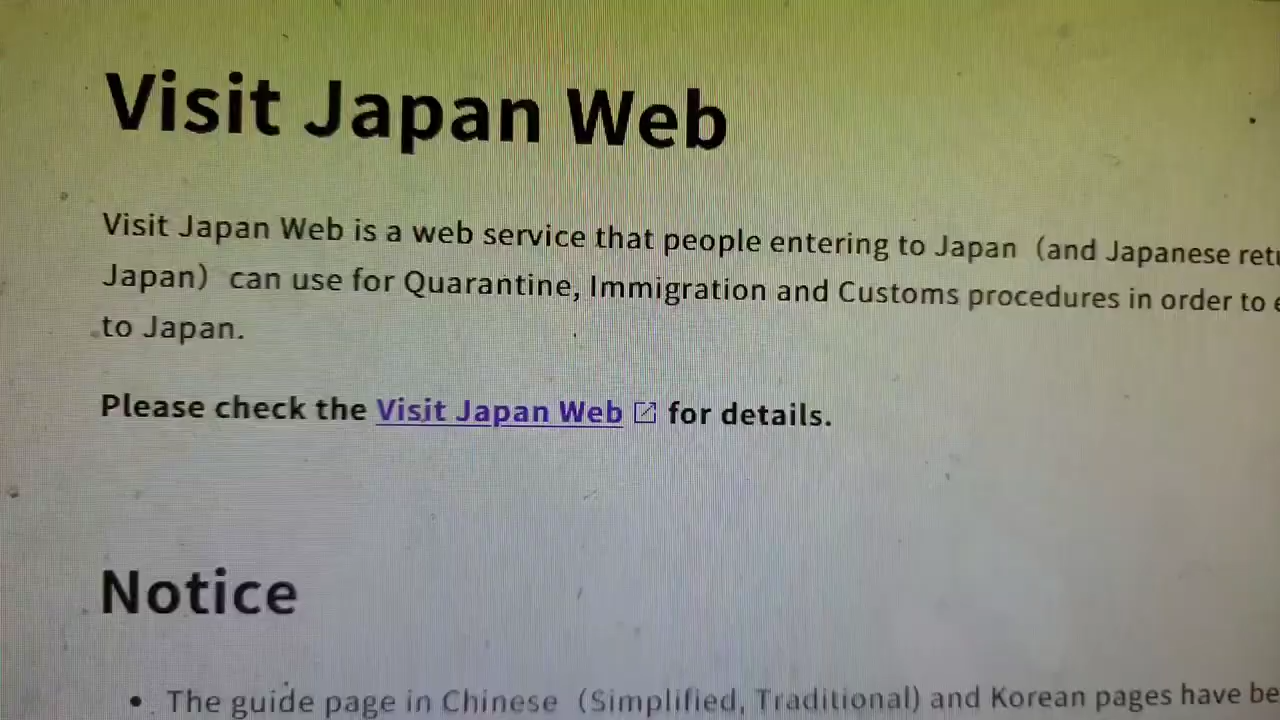 Visit Japan Web
Visit Japan Web is a web service that people entering to Japan（and Japanese
Japan）can use for Quarantine, Immigration and Customs procedures in order to
to Japan.
Please check the Visit Japan Web for details.
Notice
• The guide page in Chinese（Simplified, Traditional) and Korean pages have